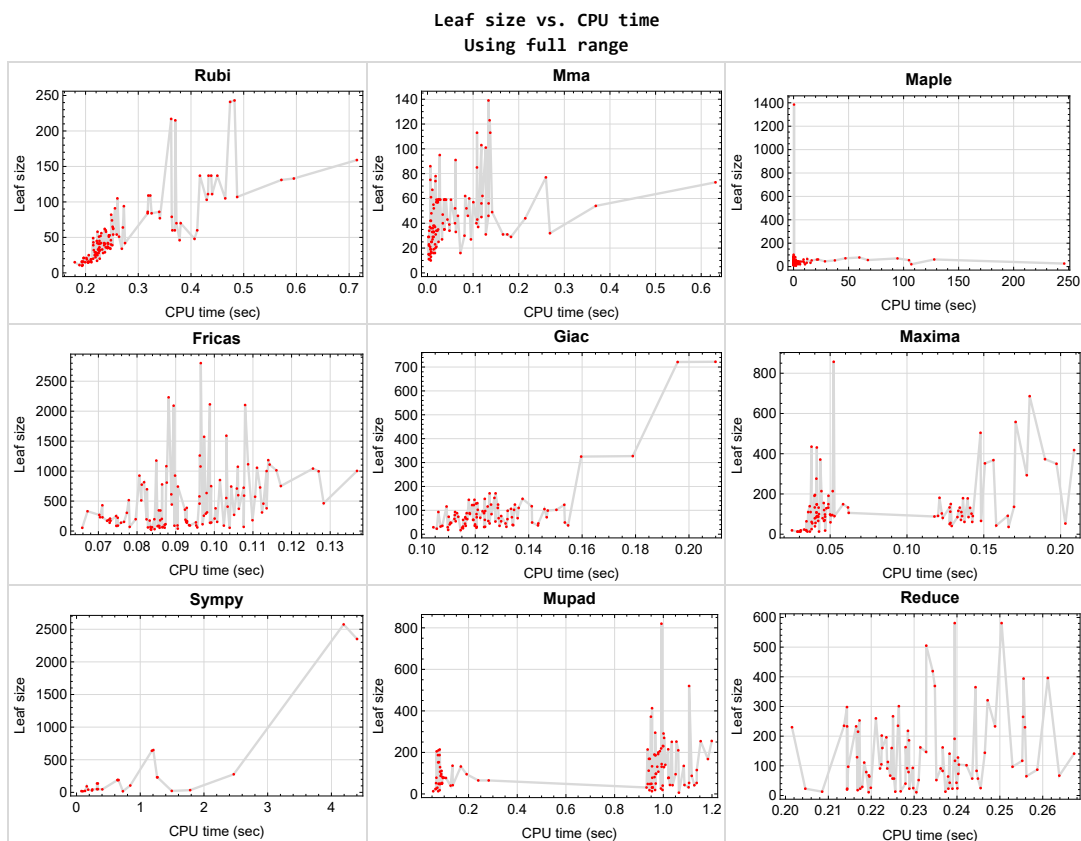 Leaf size vs. CPU time
Using full range
Rubi
Leaf size
250
200
150
100
50
0
0.2 0.3 0.4 0.5 0.6 0.7
CPU time (sec)
Mma
Leaf size
140
120
100
80
60
40
20
0
0.0 0.1 0.2 0.3 0.4 0.5 0.6
CPU time (sec)
Maple
Leaf size
1400
1200
1000
800
600
400
200
0
0 50 100 150 200 250
CPU time (sec)
Fricas
Leaf size
2500
2000
1500
1000
500
0
0.07 0.08 0.09 0.10 0.11 0.12 0.13
CPU time (sec)
Giac
Leaf size
700
600
500
400
300
200
100
0
0.10 0.12 0.14 0.16 0.18 0.20
CPU time (sec)
Maxima
Leaf size
800
600
400
200
0
0.05 0.10 0.15 0.20
CPU time (sec)
Sympy
Leaf size
2500
2000
1500
1000
500
0
0 1 2 3 4
CPU time (sec)
Mupad
Leaf size
800
600
400
200
0
0.2 0.4 0.6 0.8 1.0 1.2
CPU time (sec)
Reduce
Leaf size
600
500
400
300
200
100
0
0.20 0.21 0.22 0.23 0.24 0.25 0.26
CPU time (sec)